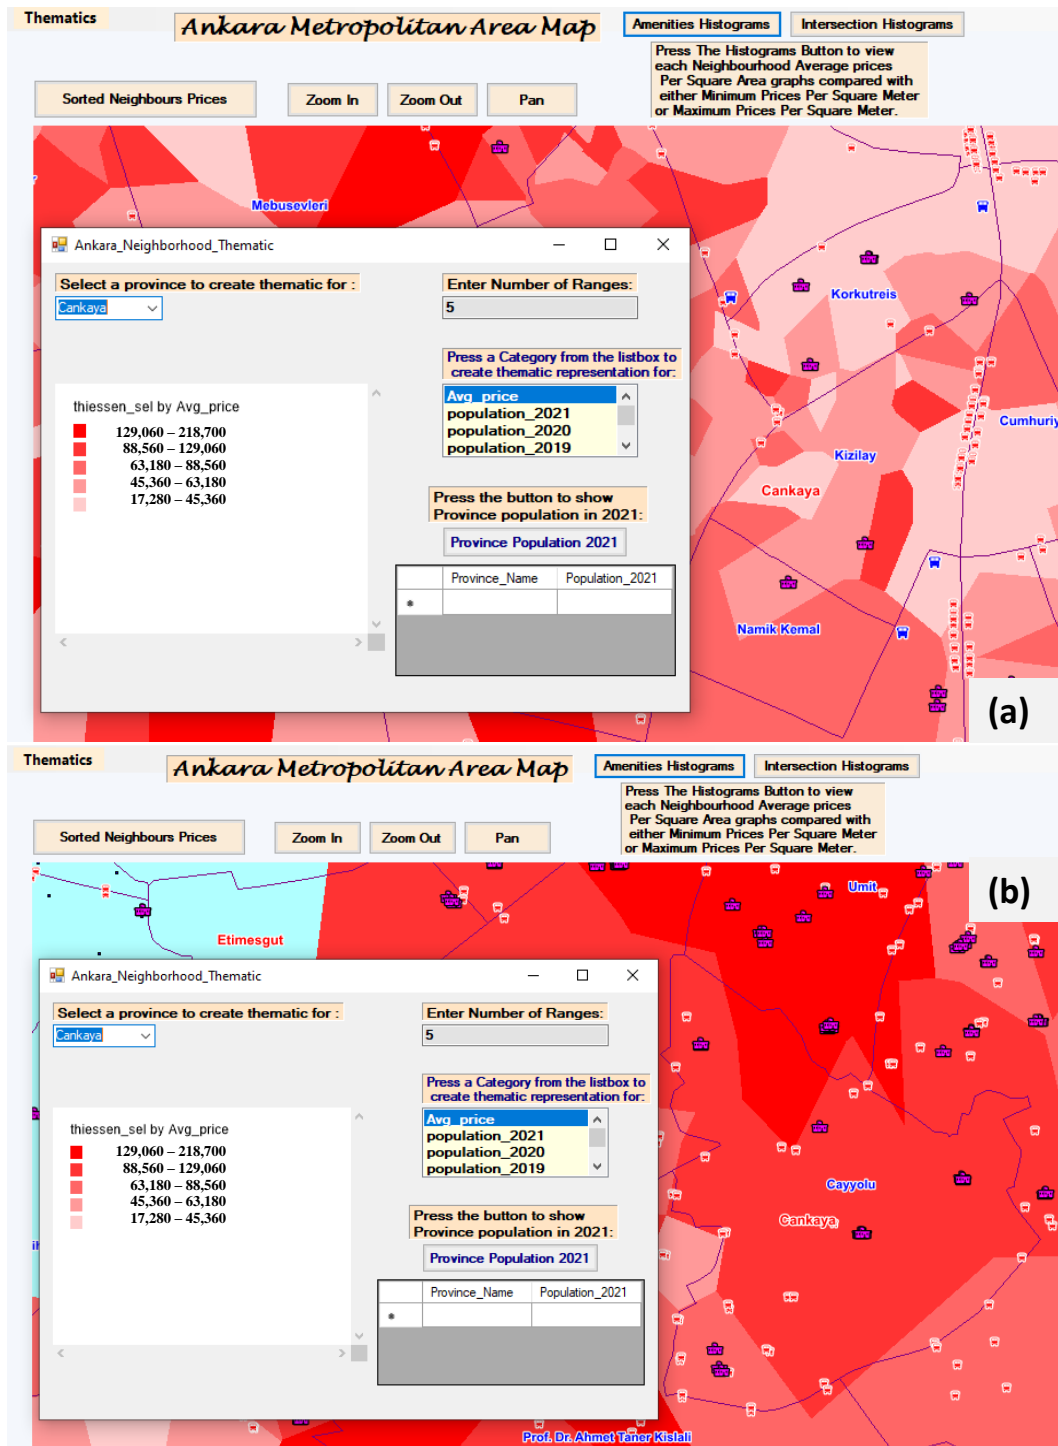 Thematics
Ankara Metropolitan Area Map
Amenities Histograms
Intersection Histograms
Press The Histograms Button to view
each Neighbourhood Average prices
Per Square Area graphs compared with
either Minimum Prices Per Square Meter
or Maximum Prices Per Square Meter.
Sorted Neighbours Prices
Zoom In
Zoom Out
Pan
Mebusevleri
Korkutreis
Cumhuriy
Kizilay
Cankaya
Namik Kemal
Ankara_Neighborhood_Thematic
Select a province to create thematic for :
Cankaya
Enter Number of Ranges:
5
Press a Category from the listbox to
create thematic representation for:
Avg_price
population_2021
population_2020
population_2019
thiessen_sel by Avg_price
129,060 – 218,700
88,560 – 129,060
63,180 – 88,560
45,360 – 63,180
17,280 – 45,360
Press the button to show
Province population in 2021:
Province Population 2021
Province_Name Population_2021
(a)
Thematics
Ankara Metropolitan Area Map
Amenities Histograms
Intersection Histograms
Press The Histograms Button to view
each Neighbourhood Average prices
Per Square Area graphs compared with
either Minimum Prices Per Square Meter
or Maximum Prices Per Square Meter.
Sorted Neighbours Prices
Zoom In
Zoom Out
Pan
(b)
Umit
Etimesgut
Cayyolu
Cankaya
Ankara_Neighborhood_Thematic
Select a province to create thematic for :
Cankaya
Enter Number of Ranges:
5
Press a Category from the listbox to
create thematic representation for:
Avg_price
population_2021
population_2020
population_2019
thiessen_sel by Avg_price
129,060 – 218,700
88,560 – 129,060
63,180 – 88,560
45,360 – 63,180
17,280 – 45,360
Press the button to show
Province population in 2021:
Province Population 2021
Province_Name Population_2021
Prof. Dr. Ahmet Taner Kislali